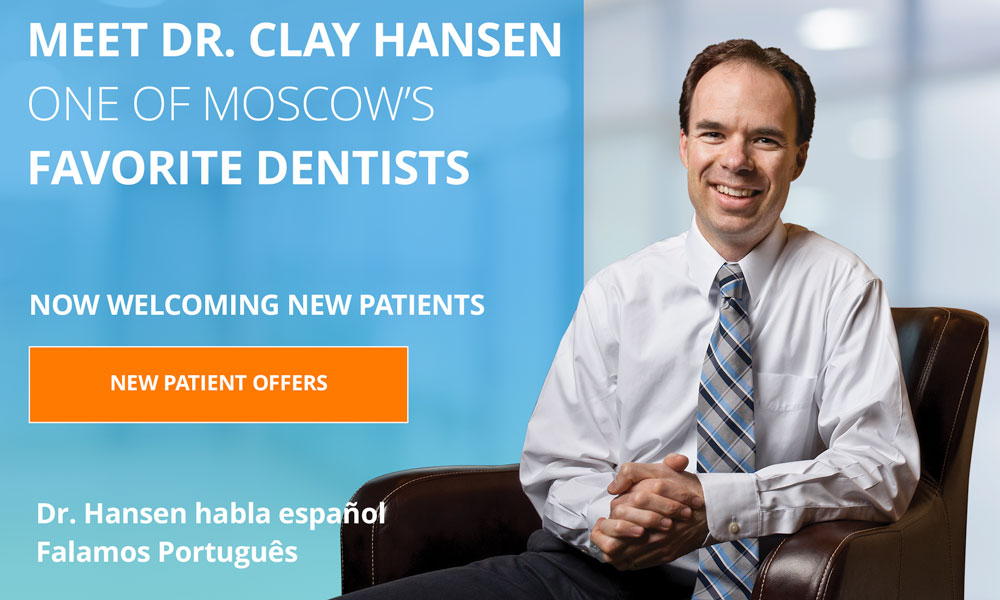 MEET DR. CLAY HANSEN
ONE OF MOSCOW'S
FAVORITE DENTISTS
NOW WELCOMING NEW PATIENTS
NEW PATIENT OFFERS
Dr. Hansen habla español
Falamos Português